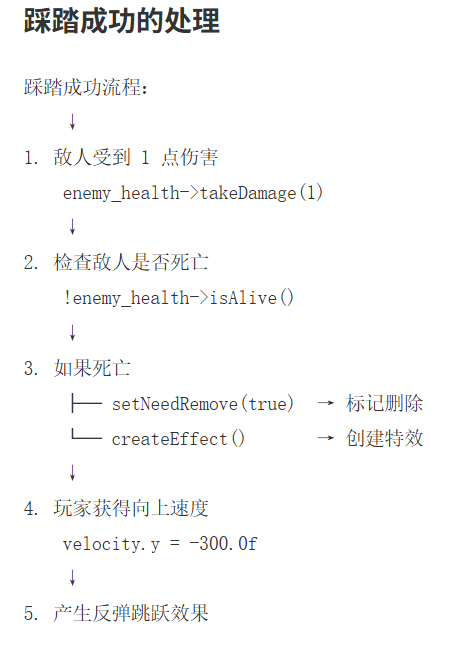 踩踏成功的处理
踩踏成功流程：
↓
1. 敌人受到 1 点伤害
enemy_health->takeDamage(1)
↓
2. 检查敌人是否死亡
!enemy_health->isAlive()
↓
3. 如果死亡
├── setNeedRemove(true) → 标记删除
└── createEffect() → 创建特效
↓
4. 玩家获得向上速度
velocity.y = -300.0f
↓
5. 产生反弹跳跃效果